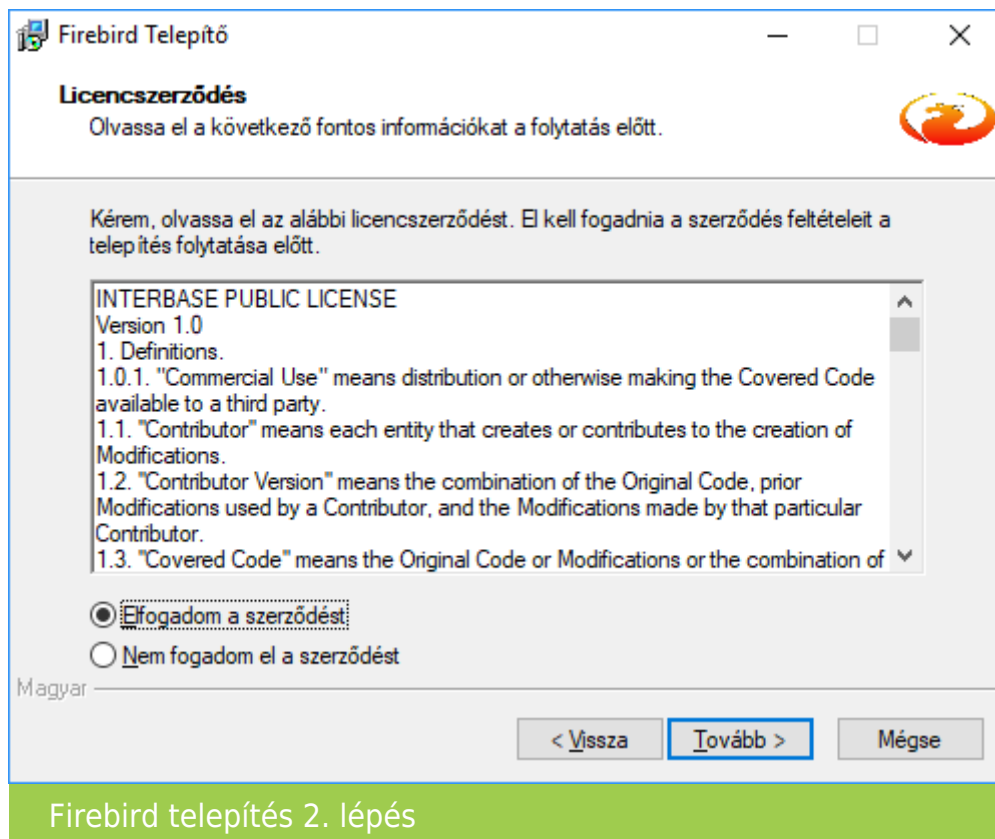 Firebird Telepítő
Licencszerződés
Olvassa el a következő fontos információkat a folytatás előtt.
Kérem, olvassa el az alábbi licencszerződést. El kell fogadnia a szerződés feltételeit a
telepítés folytatása előtt.
INTERBASE PUBLIC LICENSE
Version 1.0
1. Definitions.
1.0.1. "Commercial Use" means distribution or otherwise making the Covered Code
available to a third party.
1.1. "Contributor" means each entity that creates or contributes to the creation of
Modifications.
1.2. "Contributor Version" means the combination of the Original Code, prior
Modifications used by a Contributor, and the Modifications made by that particular
Contributor.
1.3. "Covered Code" means the Original Code or Modifications or the combination of
Elfogadom a szerződést
Nem fogadom el a szerződést
Magyar
< Vissza
Tovább >
Mégse
Firebird telepítés 2. lépés